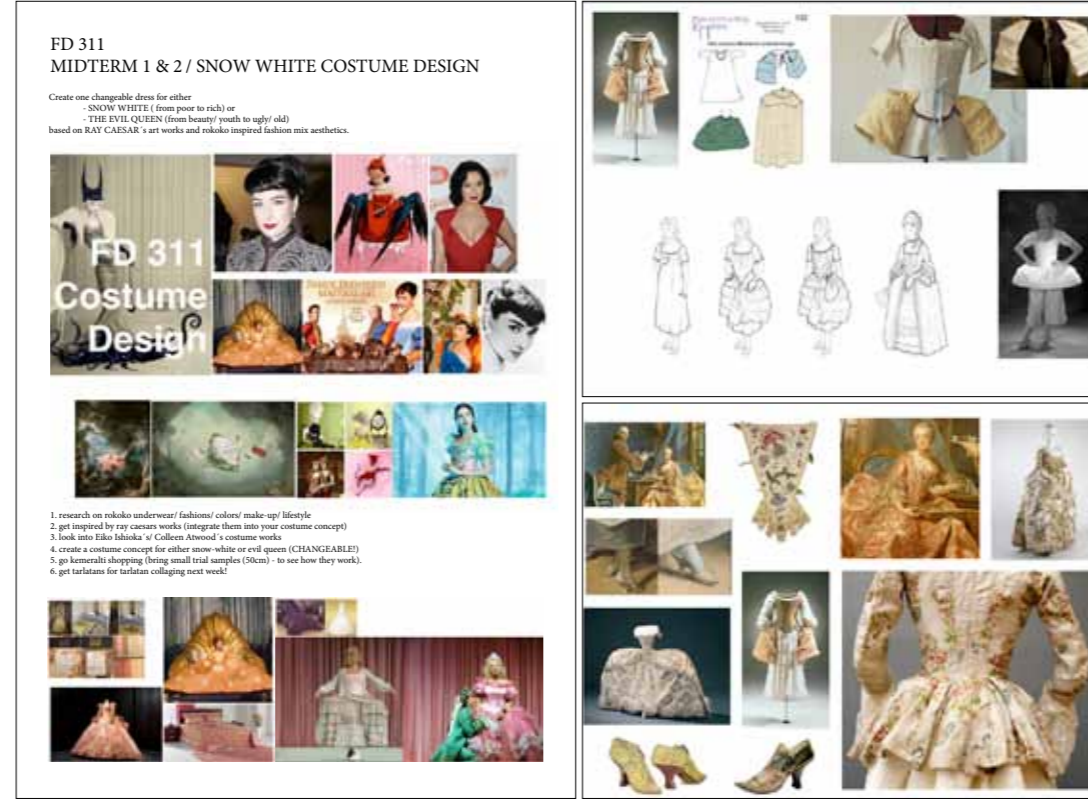 FD 311
MIDTERM 1 & 2 / SNOW WHITE COSTUME DESIGN
Create one changeable dress for either
- SNOW WHITE ( from poor to rich) or
- THE EVIL QUEEN (from beauty/ youth to ugly/ old)
based on RAY CAESAR´s art works and rokoko inspired fashion mix aesthetics.
FD 311
Costume
Design
1. research on rokoko underwear/ fashions/ colors/ make-up/ lifestyle
2. get inspired by ray caesars works (integrate them into your costume concept)
3. look into Eiko Ishioka´s/ Colleen Atwood´s costume works
4. create a costume concept for either snow-white or evil queen (CHANGEABLE!)
5. go kemeralti shopping (bring small trial samples (50cm) - to see how they work).
6. get tarlatans for tarlatan collaging next week!